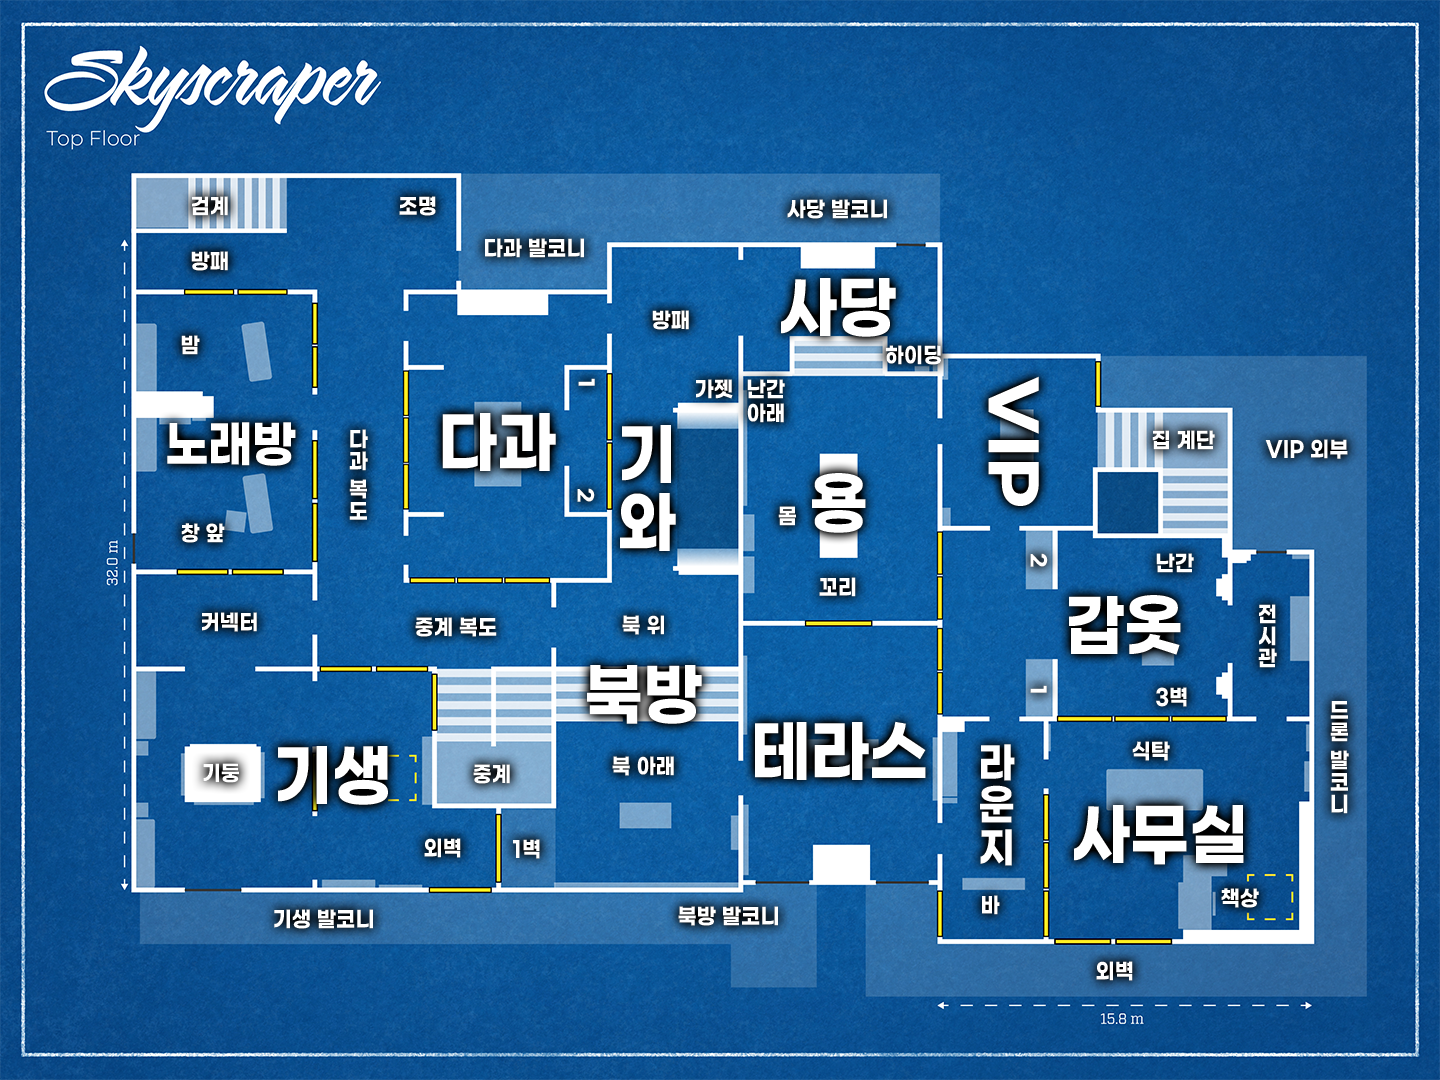 Skyscraper
Top Floor
검계
조명
사당 발코니
다과 발코니
방패
방패
사당
밤
하이딩
가젯
난간
아래
1
다과
2
노래방
다과 복도
기와
몸
용
VIP
집 계단
VIP 외부
창 앞
꼬리
2
난간
갑옷
전시관
32.0 m
커넥터
중계 복도
북 위
북방
1
3벽
기둥
기생
중계
북 아래
테라스
라운지
식탁
드론 발코니
사무실
외벽
1벽
바
책상
기생 발코니
북방 발코니
외벽
15.8 m